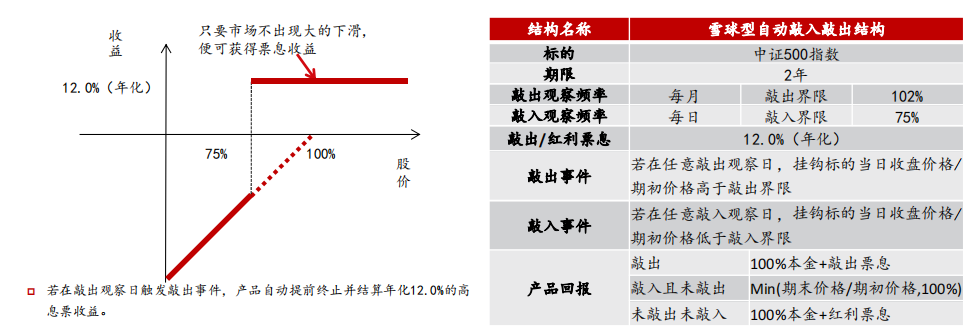 收
益
只要市场不出现大的下滑，
便可获得票息收益
12.0%（年化）
75%
100%
股
价
若在敲出观察日触发敲出事件，产品自动提前终止并结算年化12.0%的高
息票收益。
结构名称 雪球型自动敲入敲出结构
标的 中证500指数
期限 2年
敲出观察频率 每月 敲出界限 102%
敲入观察频率 每日 敲入界限 75%
敲出/红利票息 12.0%（年化）
敲出事件
若在任意敲出观察日，挂钩标的当日收盘价格/
期初价格高于敲出界限
敲入事件
若在任意敲入观察日，挂钩标的当日收盘价格/
期初价格低于敲入界限
产品回报
敲出 100%本金+敲出票息
敲入且未敲出 Min(期末价格/期初价格,100%)
未敲出未敲入 100%本金+红利票息